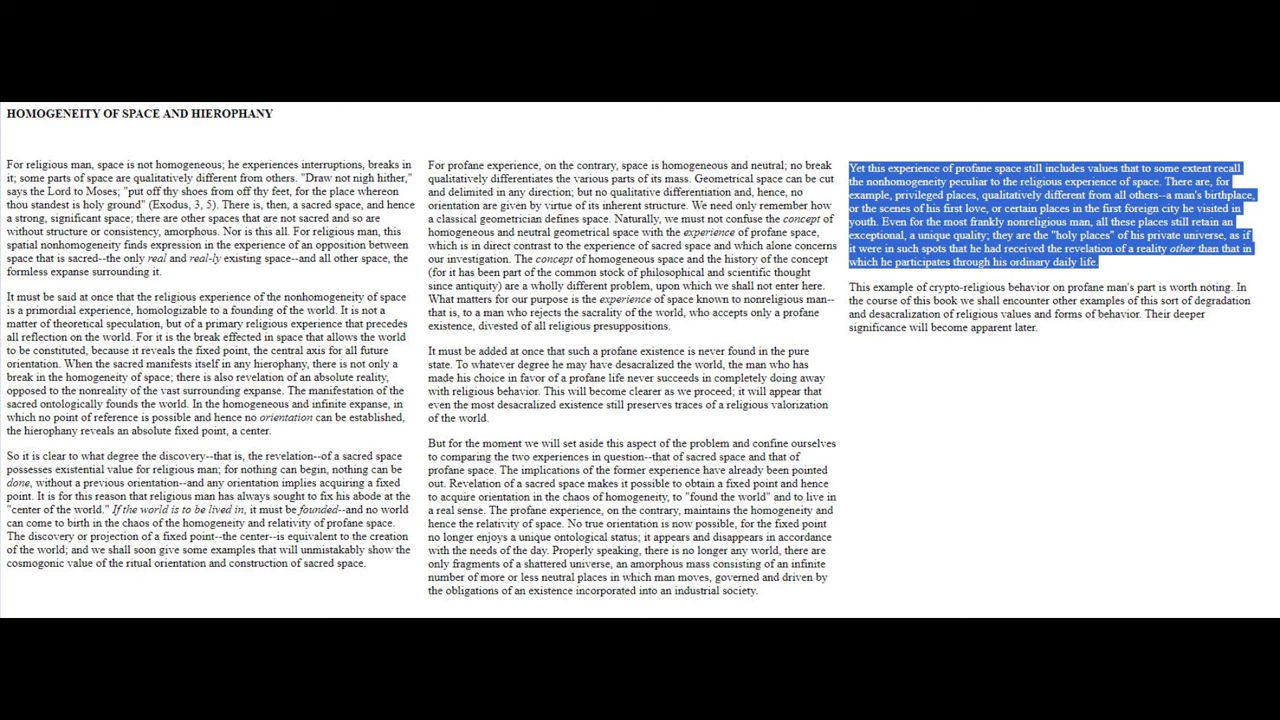 HOMOGENEITY OF SPACE AND HIEROPHANY
For religious man, space is not homogeneous; he experiences interruptions, breaks in
it; some parts of space are qualitatively different from others. "Draw not nigh hither,"
says the Lord to Moses; "put off thy shoes from off thy feet, for the place whereon
thou standest is holy ground" (Exodus, 3, 5). There is, then, a sacred space, and hence
a strong, significant space; there are other spaces that are not sacred and so are
without structure or consistency, amorphous. Nor is this all. For religious man, this
spatial nonhomogeneity finds expression in the experience of an opposition between
space that is sacred--the only real and real-ly existing space--and all other space, the
formless expanse surrounding it.
It must be said at once that the religious experience of the nonhomogeneity of space
is a primordial experience, homologizable to a founding of the world. It is not a
matter of theoretical speculation, but of a primary religious experience that precedes
all reflection on the world. For it is the break effected in space that allows the world
to be constituted, because it reveals the fixed point, the central axis for all future
orientation. When the sacred manifests itself in any hierophany, there is not only a
break in the homogeneity of space; there is also revelation of an absolute reality,
opposed to the nonreality of the vast surrounding expanse. The manifestation of the
sacred ontologically founds the world. In the homogeneous and infinite expanse, in
which no point of reference is possible and hence no orientation can be established,
the hierophany reveals an absolute fixed point, a center.
So it is clear to what degree the discovery--that is, the revelation--of a sacred space
possesses existential value for religious man; for nothing can begin, nothing can be
done, without a previous orientation--and any orientation implies acquiring a fixed
point. It is for this reason that religious man has always sought to fix his abode at the
"center of the world." If the world is to be lived in, it must be founded--and no world
can come to birth in the chaos of the homogeneity and relativity of profane space.
The discovery or projection of a fixed point--the center--is equivalent to the creation
of the world; and we shall soon give some examples that will unmistakably show the
cosmogonic value of the ritual orientation and construction of sacred space.
For profane experience, on the contrary, space is homogeneous and neutral; no break
qualitatively differentiates the various parts of its mass. Geometrical space can be cut
and delimited in any direction; but no qualitative differentiation and, hence, no
orientation are given by virtue of its inherent structure. We need only remember how
a classical geometrician defines space. Naturally, we must not confuse the concept of
homogeneous and neutral geometrical space with the experience of profane space,
which is in direct contrast to the experience of sacred space and which alone concerns
our investigation. The concept of homogeneous space and the history of the concept
(for it has been part of the common stock of philosophical and scientific thought
since antiquity) are a wholly different problem, upon which we shall not enter here.
What matters for our purpose is the experience of space known to nonreligious man--
that is, to a man who rejects the sacrality of the world, who accepts only a profane
existence, divested of all religious presuppositions.
It must be added at once that such a profane existence is never found in the pure
state. To whatever degree he may have desacralized the world, the man who has
made his choice in favor of a profane life never succeeds in completely doing away
with religious behavior. This will become clearer as we proceed; it will appear that
even the most desacralized existence still preserves traces of a religious valorization
of the world.
But for the moment we will set aside this aspect of the problem and confine ourselves
to comparing the two experiences in question--that of sacred space and that of
profane space. The implications of the former experience have already been pointed
out. Revelation of a sacred space makes it possible to obtain a fixed point and hence
to acquire orientation in the chaos of homogeneity, to "found the world" and to live in
a real sense. The profane experience, on the contrary, maintains the homogeneity and
hence the relativity of space. No true orientation is now possible, for the fixed point
no longer enjoys a unique ontological status; it appears and disappears in accordance
with the needs of the day. Properly speaking, there is no longer any world, there are
only fragments of a shattered universe, an amorphous mass consisting of an infinite
number of more or less neutral places in which man moves, governed and driven by
the obligations of an existence incorporated into an industrial society.
Yet this experience of profane space still includes values that to some extent recall
the nonhomogeneity peculiar to the religious experience of space. There are, for
example, privileged places, qualitatively different from all others--a man's birthplace,
or the scenes of his first love, or certain places in the first foreign city he visited in
youth. Even for the most frankly nonreligious man, all these places still retain an
exceptional, a unique quality; they are the "holy places" of his private universe, as if
it were in such spots that he had received the revelation of a reality other than that in
which he participates through his ordinary daily life.
This example of crypto-religious behavior on profane man's part is worth noting. In
the course of this book we shall encounter other examples of this sort of degradation
and desacralization of religious values and forms of behavior. Their deeper
significance will become apparent later.